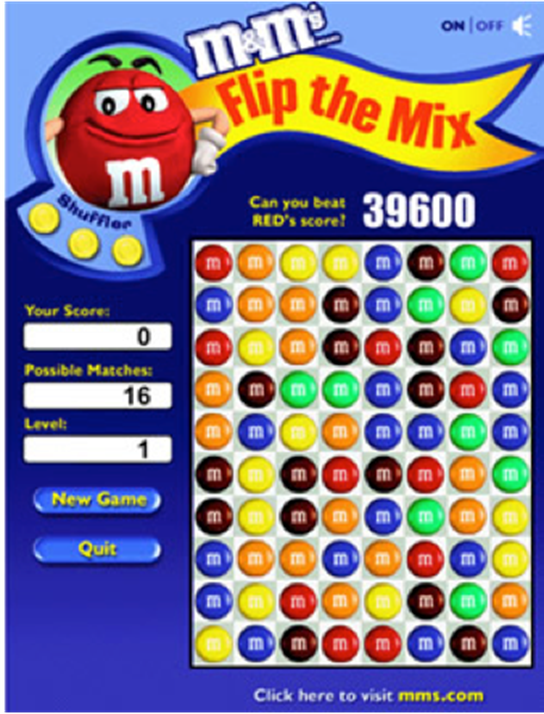 ON | OFF
m&m's
Flip the Mix
m
Shuffler
Can you beat
RED's score?
39600
Your Score:
0
Possible Matches:
16
Level:
1
New Game
Quit
m m m m m m m m
m m m m m m m m
m m m m m m m m
m m m m m m m m
m m m m m m m m
m m m m m m m m
m m m m m m m m
m m m m m m m m
m m m m m m m m
m m m m m m m m
Click here to visit mms.com